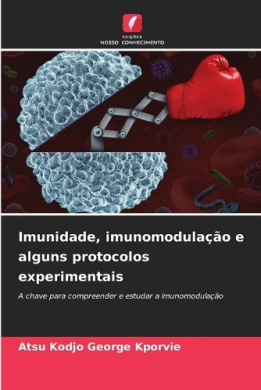 edições
NOSSO CONHECIMENTO
Imunidade, imunomodulação e
alguns protocolos
experimentais
A chave para compreender e estudar a imunomodulação
Atsu Kodjo George Kporvie